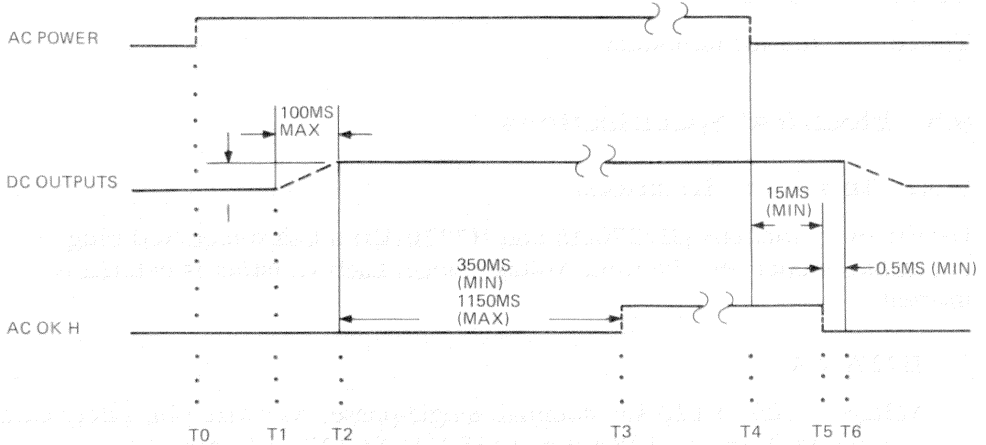 AC POWER
100MS
MAX
DC OUTPUTS
15MS
(MIN)
350MS
(MIN)
1150MS
(MAX)
0.5MS (MIN)
AC OK H
T0 T1 T2 T3 T4 T5 T6